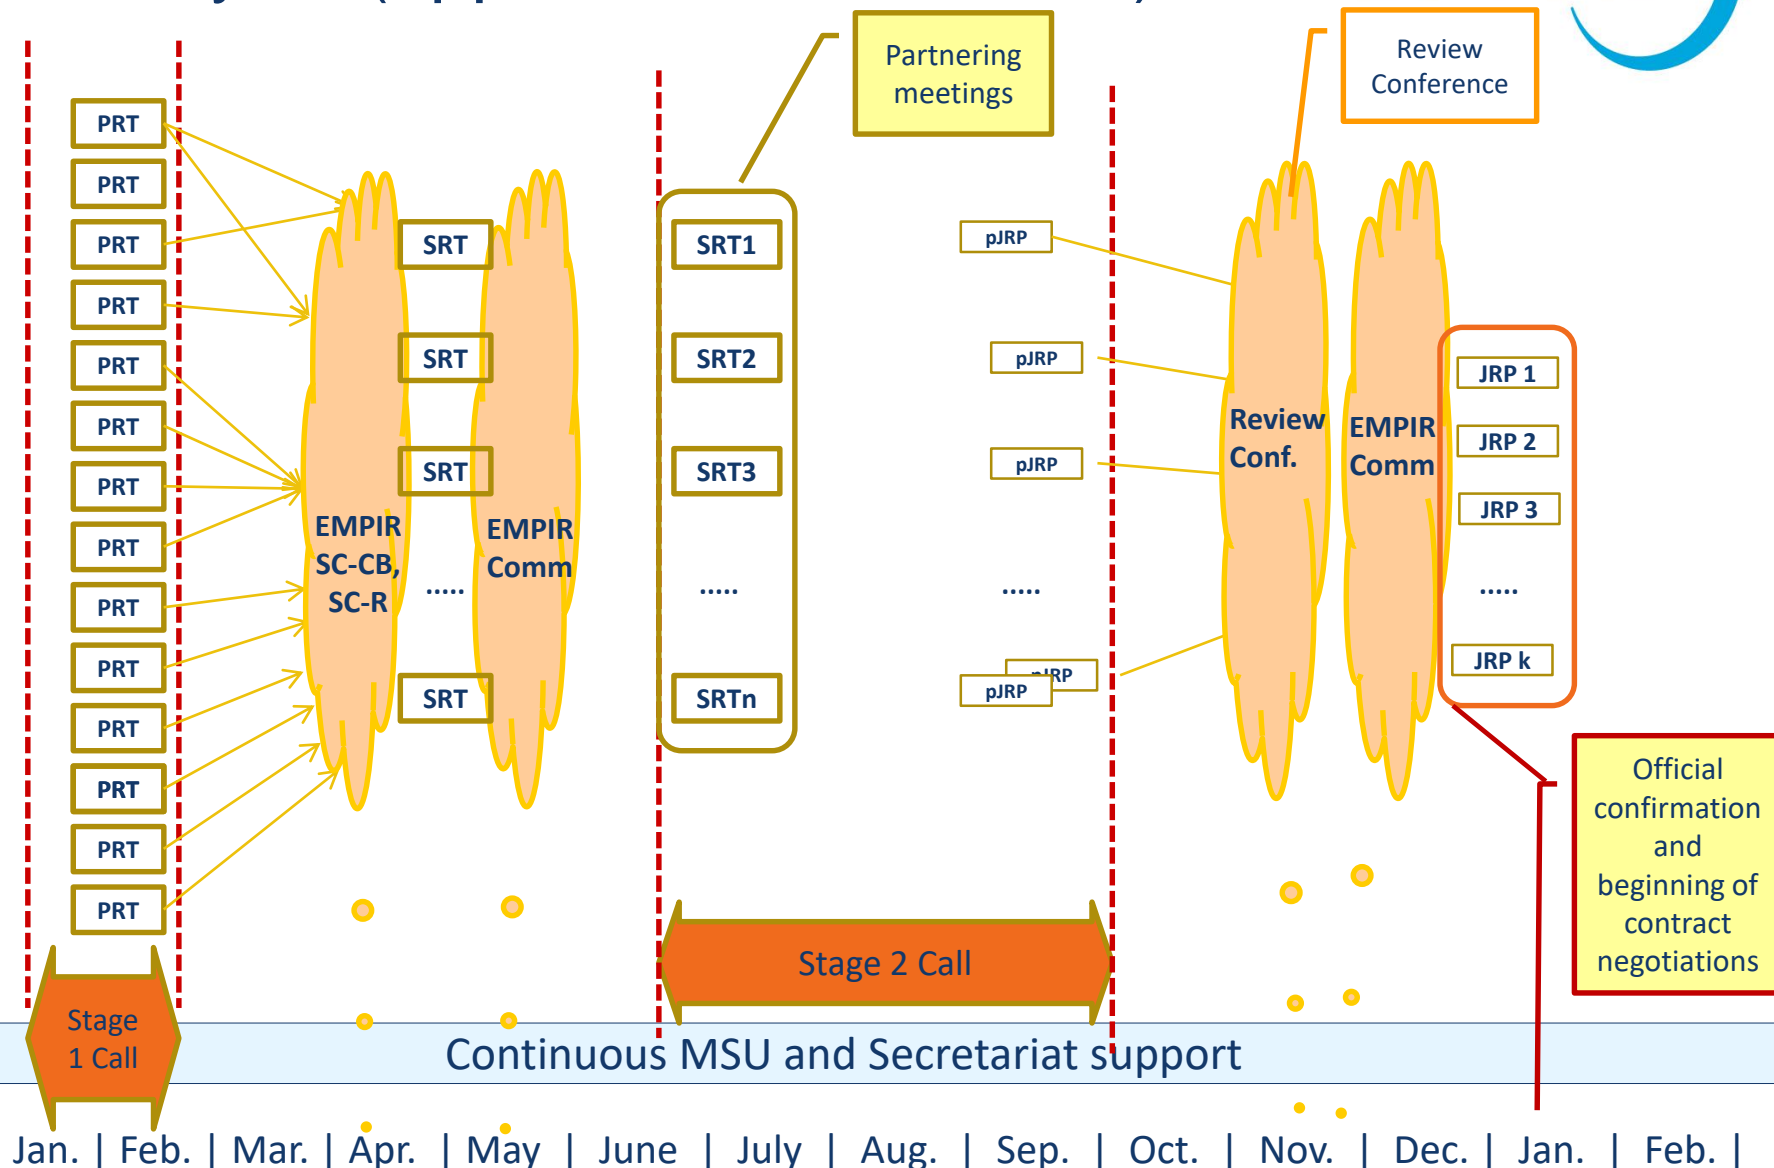 Partnering
meetings
Review
Conference
PRT
PRT
PRT
PRT
PRT
PRT
PRT
PRT
PRT
PRT
PRT
PRT
PRT
PRT
EMPIR
SC-CB,
SC-R
SRT
SRT
SRT
.....
SRT
EMPIR
Comm
SRT1
SRT2
SRT3
.....
SRTn
pJRP
pJRP
pJRP
.....
pJRP
pJRP
Review
Conf.
EMPIR
Comm
JRP 1
JRP 2
JRP 3
.....
JRP k
Official
confirmation
and
beginning of
contract
negotiations
Stage
1 Call
Stage 2 Call
Continuous MSU and Secretariat support
Jan. | Feb. | Mar. | Apr. | May | June | July | Aug. | Sep. | Oct. | Nov. | Dec. | Jan. | Feb. |